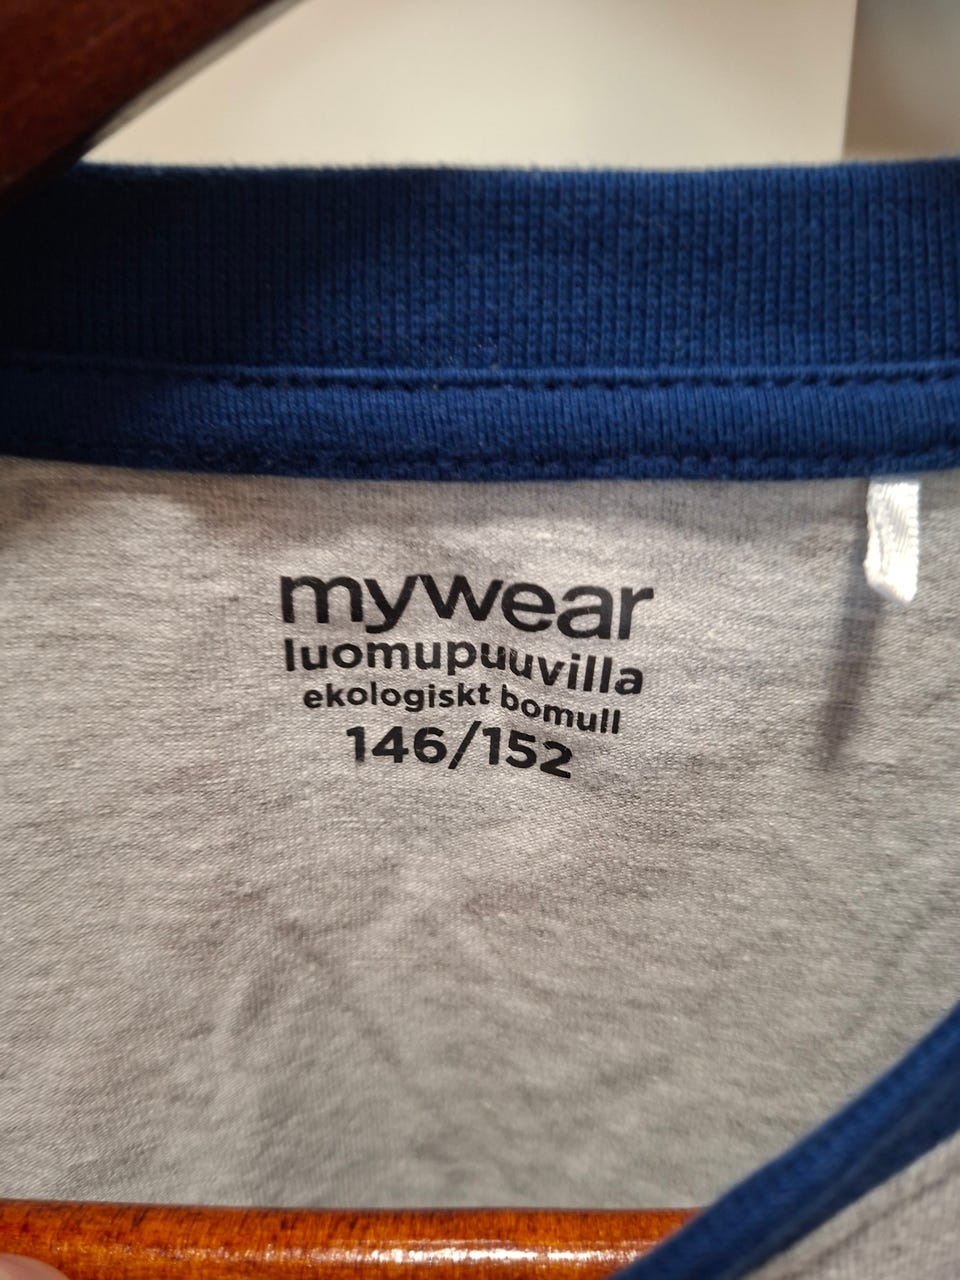 mywear
luomupuuvilla
ekologiskt bomull
146/152